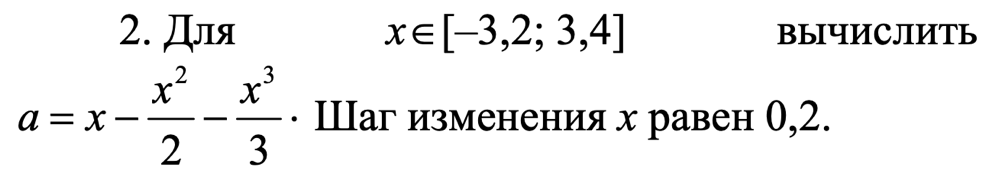 2. Для x∈[–3,2; 3,4] вычислить
a = x − x²/2 − x³/3 · Шаг изменения x равен 0,2.